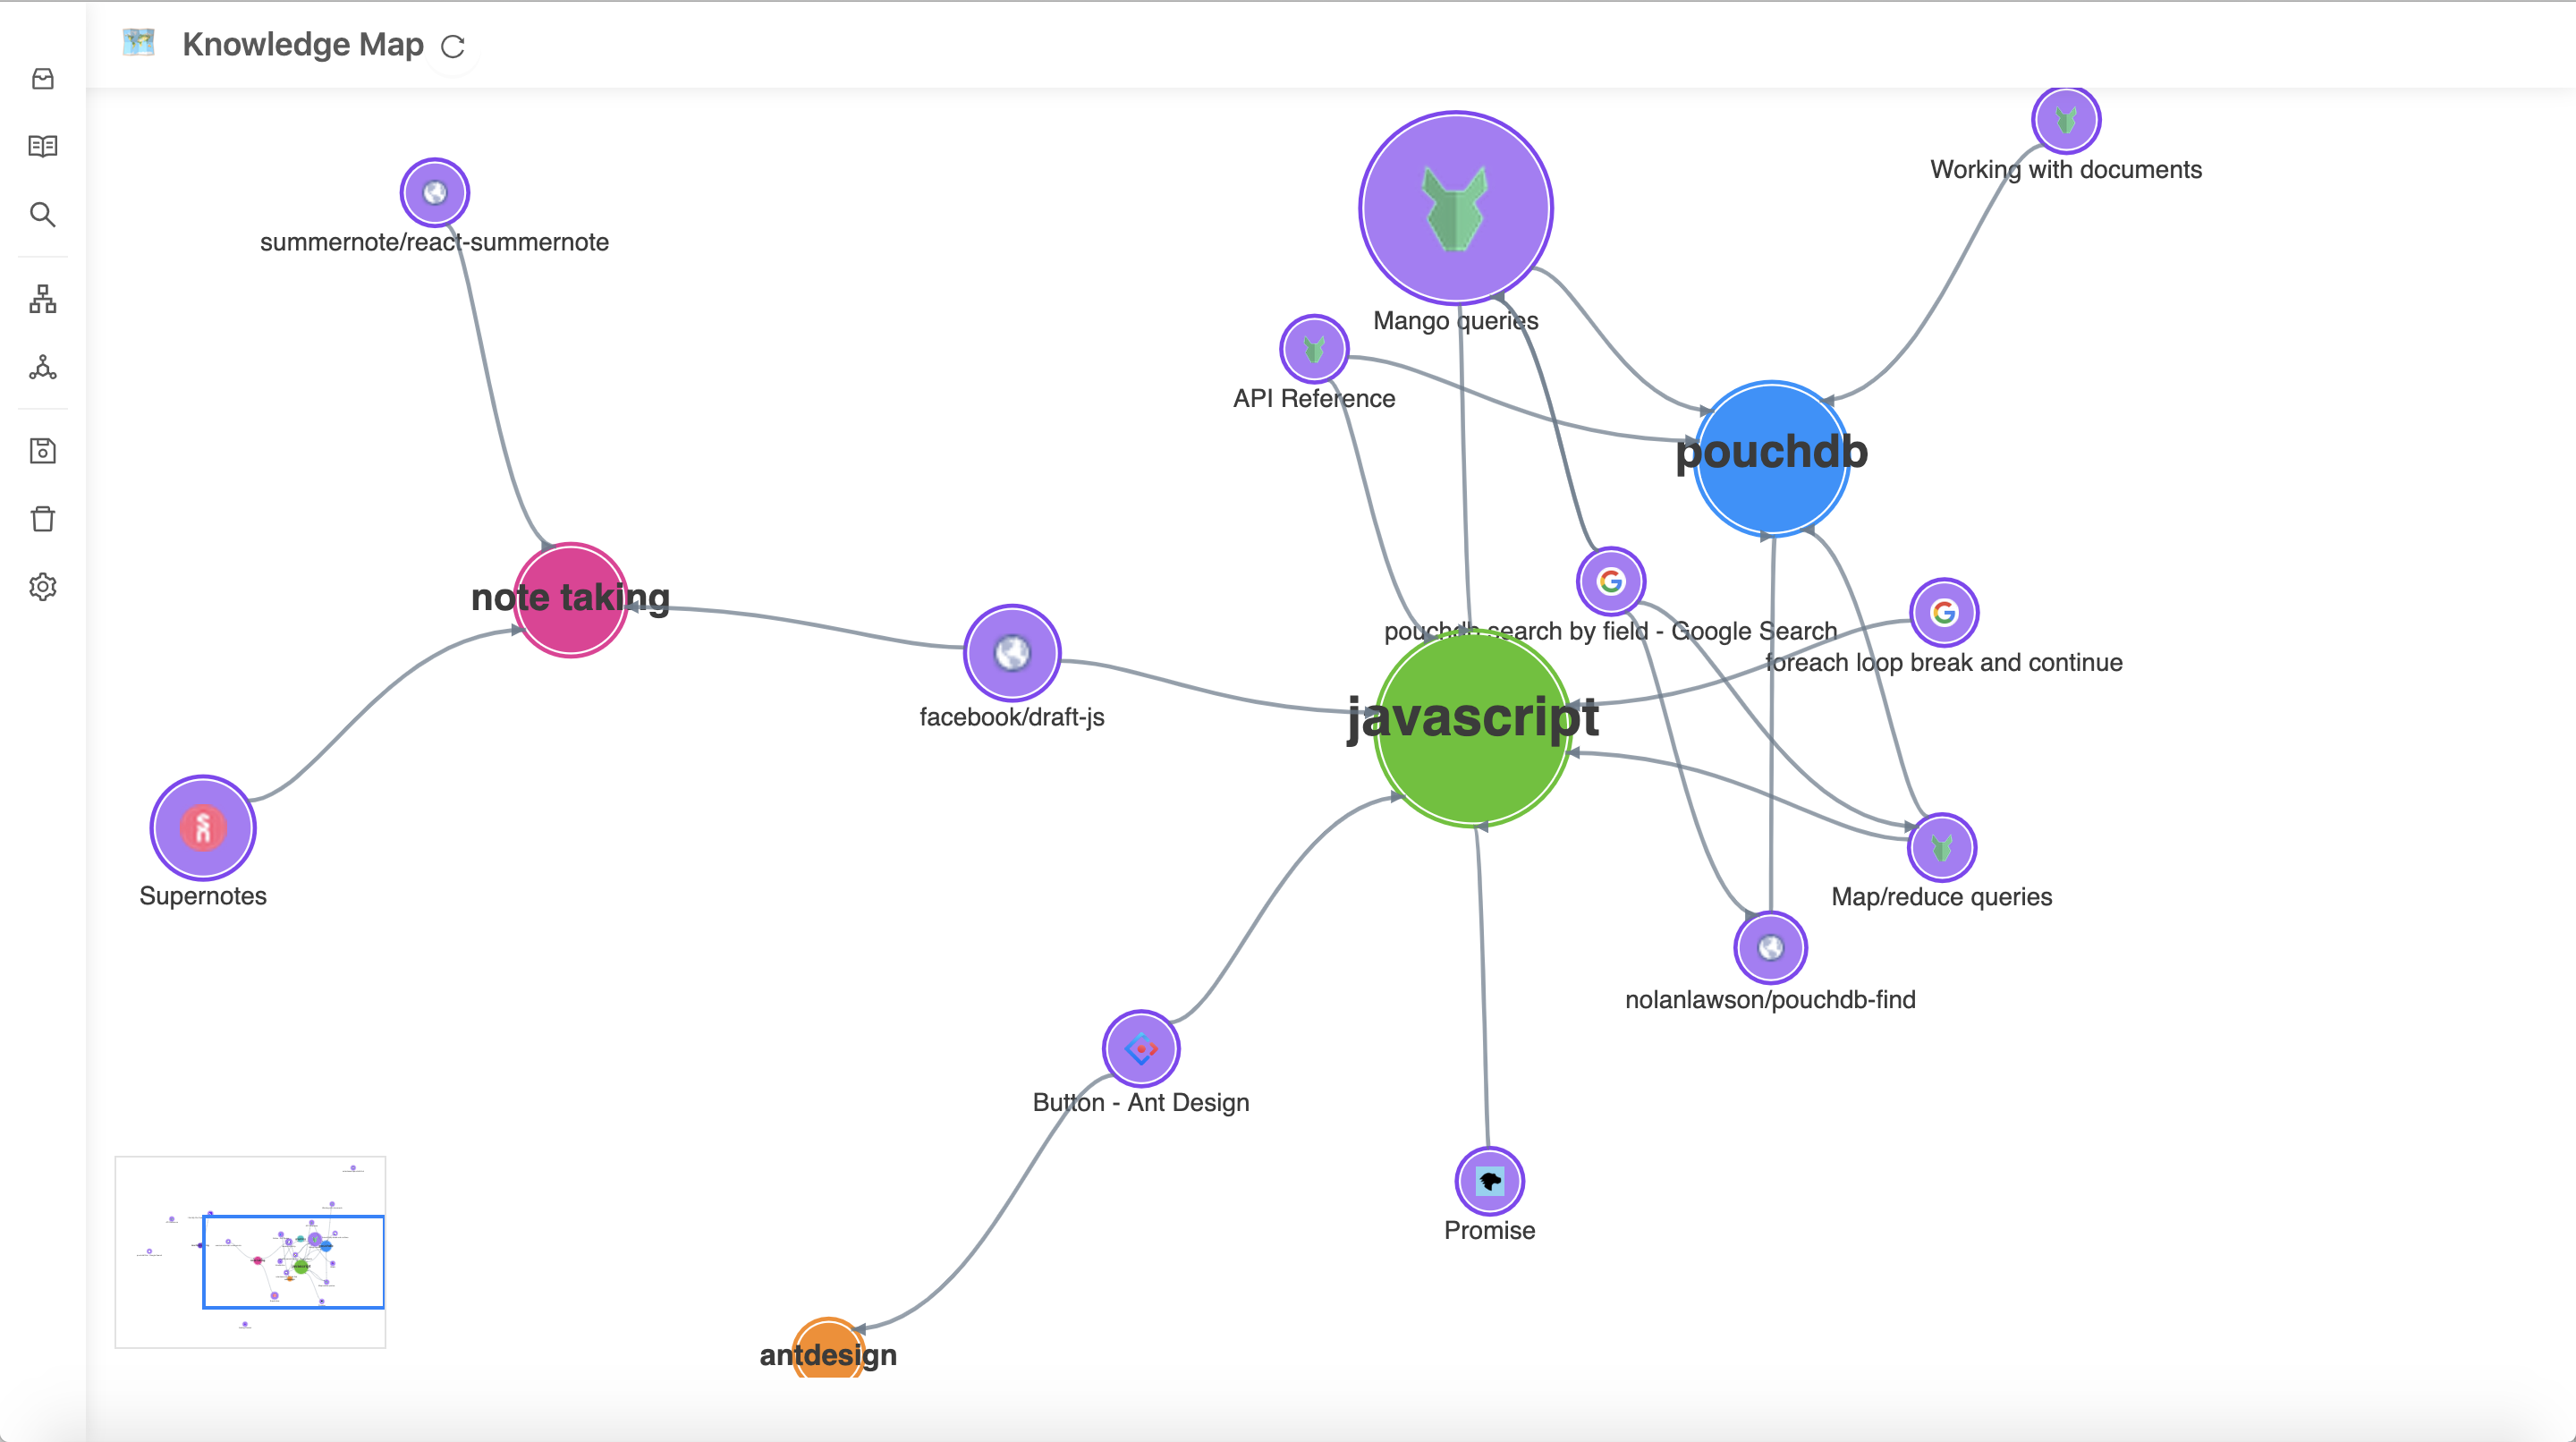 Knowledge Map
Working with documents
summernote/react-summernote
Mango queries
API Reference
pouchdb
note taking
pouchdb search by field - Google Search
foreach loop break and continue
facebook/draft-js
javascript
Supernotes
Map/reduce queries
nolanlawson/pouchdb-find
Button - Ant Design
Promise
antdesign